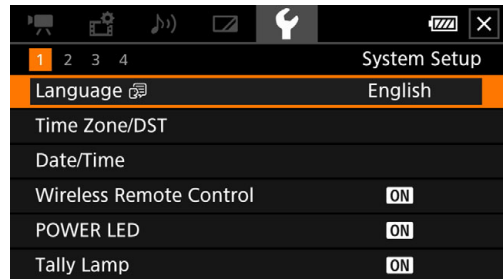 1 2 3 4 System Setup
Language English
Time Zone/DST
Date/Time
Wireless Remote Control ON
POWER LED ON
Tally Lamp ON